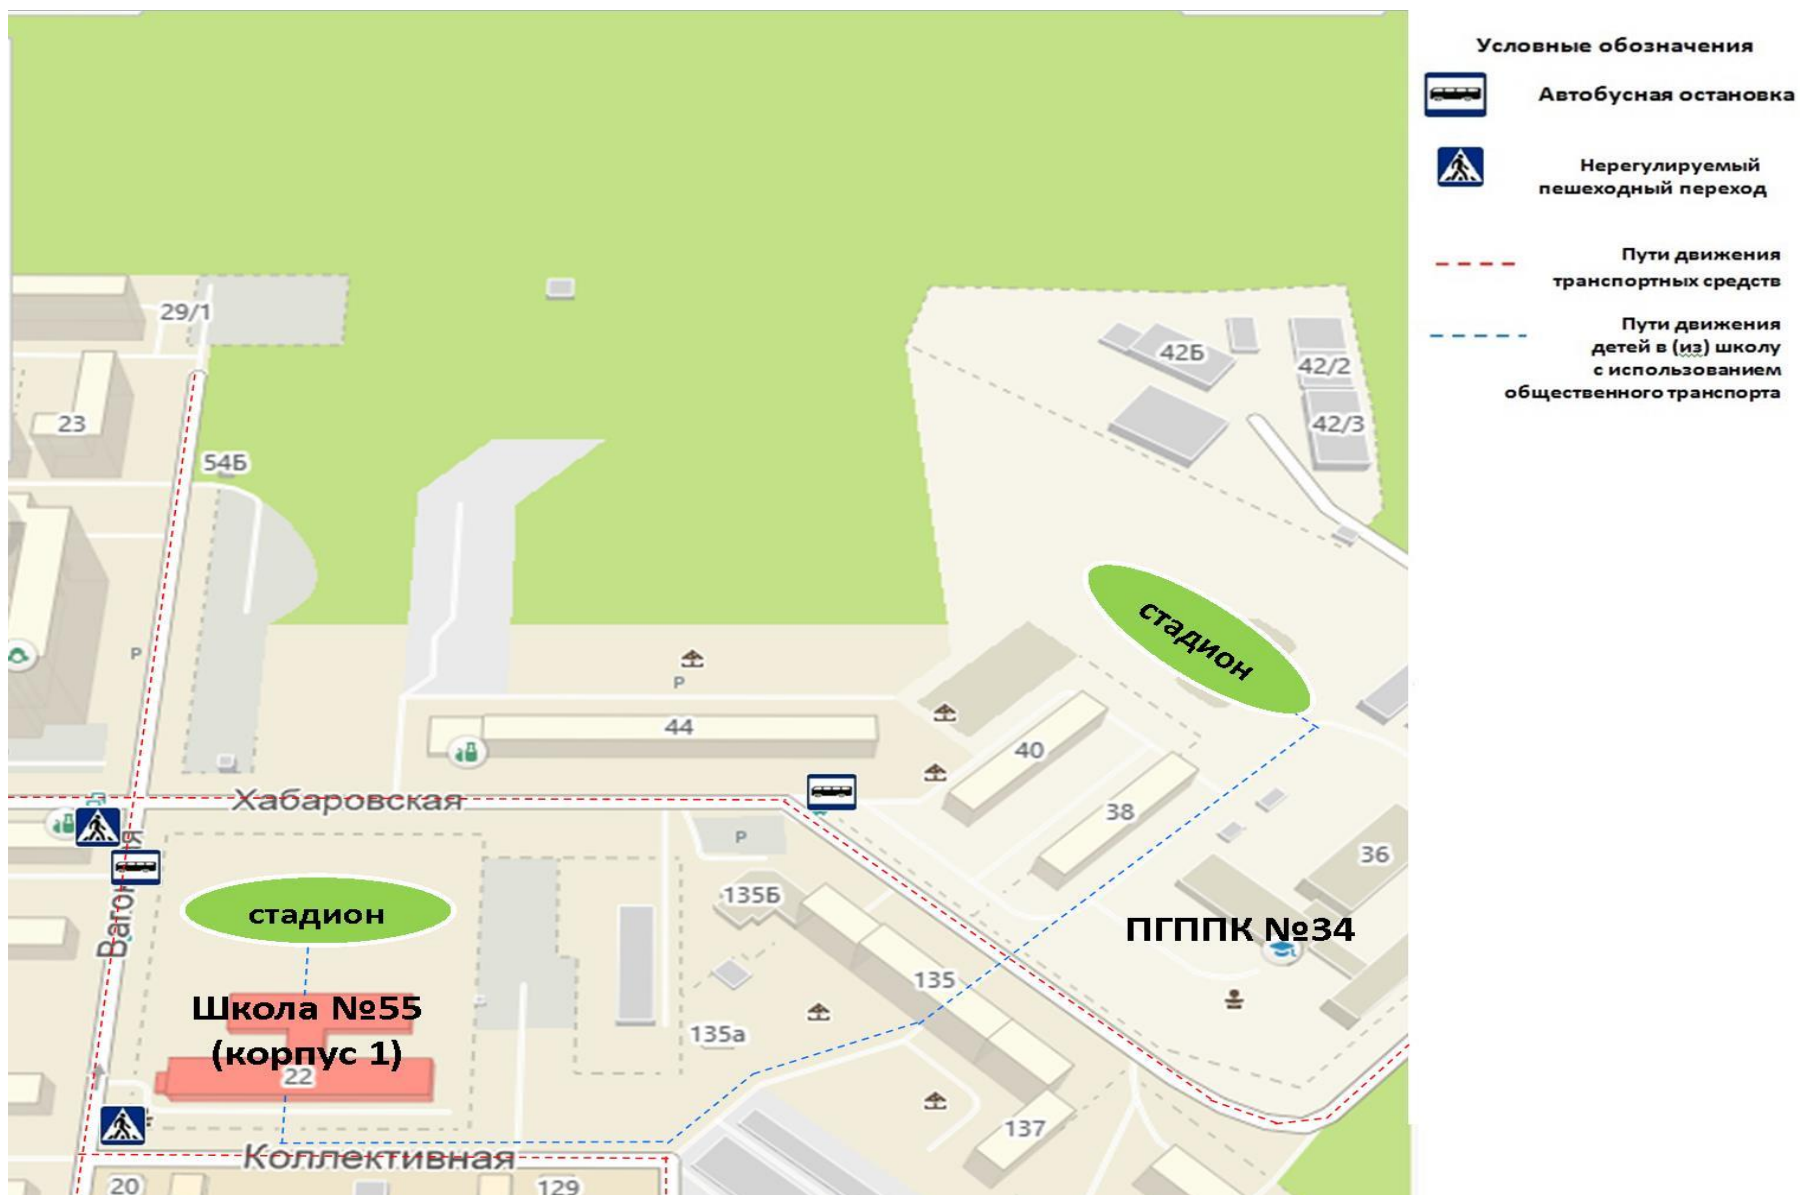 Условные обозначения
Автобусная остановка
Нерегулируемый
пешеходный переход
Пути движения
транспортных средств
Пути движения
детей в (из) школу
с использованием
общественного транспорта
29/1
23
54Б
42Б
42/2
42/3
стадион
P
P
44
40
38
36
Хабаровская
P
135Б
стадион
ПГППК №34
135
Школа №55
(корпус 1)
22
135а
137
Коллективная
20
129